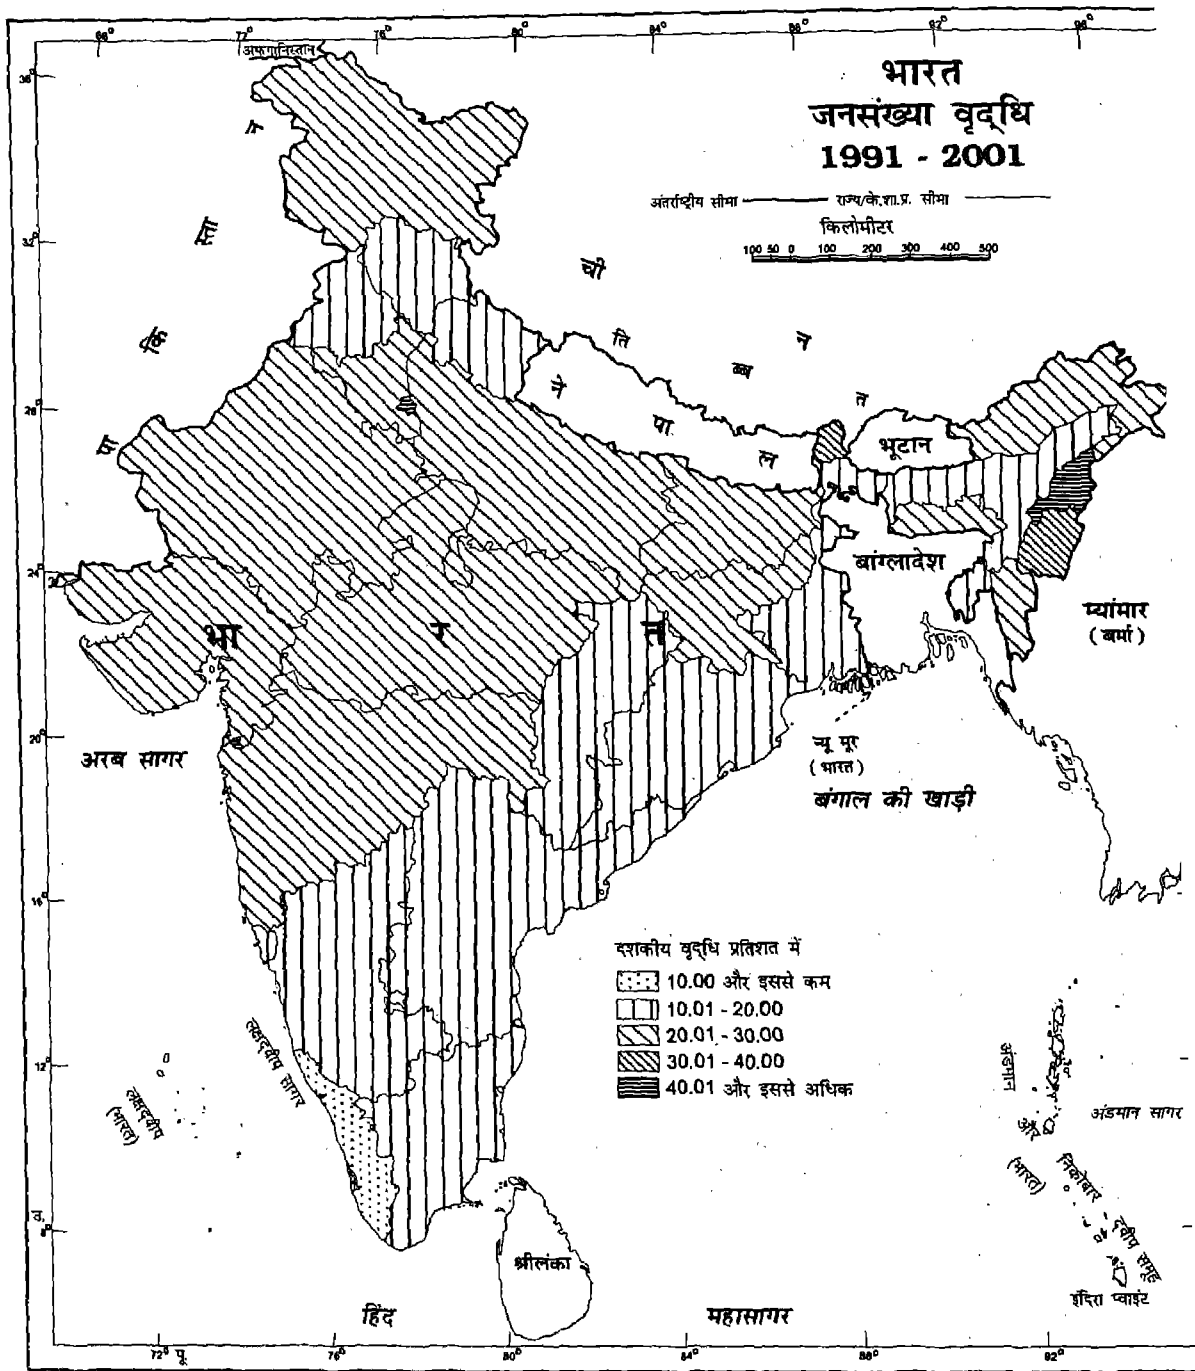 68° 72° 76° 80° 84° 88° 92° 96°
अफगानिस्तान
भारत
जनसंख्या वृद्धि
1991 - 2001
अंतर्राष्ट्रीय सीमा राज्य/के.शा.प्र. सीमा
किलोमीटर
100 50 0 100 200 300 400 500
36°
32°
28°
24°
20°
16°
12°
8°
पा कि स्ता न
ची न
ति ब्ब त
ने पा ल
भूटान
बांग्लादेश
म्यांमार
(बर्मा)
भा र त
अरब सागर
न्यू मूर
(भारत)
बंगाल की खाड़ी
दशकीय वृद्धि प्रतिशत में
10.00 और इससे कम
10.01 - 20.00
20.01 - 30.00
30.01 - 40.00
40.01 और इससे अधिक
लक्षद्वीप सागर
लक्षद्वीप
(भारत)
अंडमान
और
निकोबार
द्वीप समूह
(भारत)
अंडमान सागर
इंदिरा प्वाइंट
श्रीलंका
उ.
हिंद महासागर
72° पू. 76° 80° 84° 88° 92°